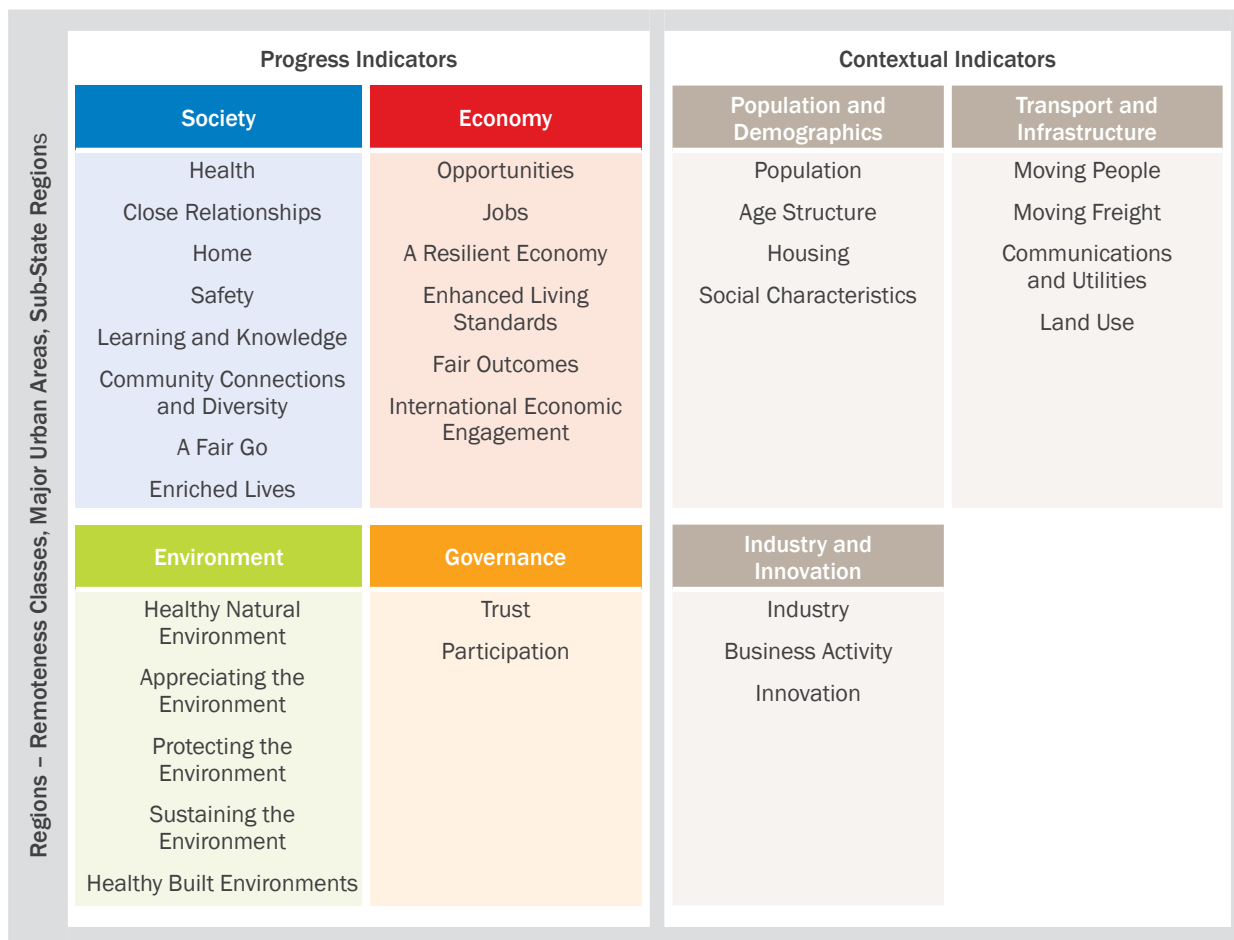 Regions – Remoteness Classes, Major Urban Areas, Sub-State Regions
Progress Indicators
Society
Health
Close Relationships
Home
Safety
Learning and Knowledge
Community Connections
and Diversity
A Fair Go
Enriched Lives
Economy
Opportunities
Jobs
A Resilient Economy
Enhanced Living
Standards
Fair Outcomes
International Economic
Engagement
Environment
Healthy Natural
Environment
Appreciating the
Environment
Protecting the
Environment
Sustaining the
Environment
Healthy Built Environments
Governance
Trust
Participation
Contextual Indicators
Population and
Demographics
Population
Age Structure
Housing
Social Characteristics
Transport and
Infrastructure
Moving People
Moving Freight
Communications
and Utilities
Land Use
Industry and
Innovation
Industry
Business Activity
Innovation